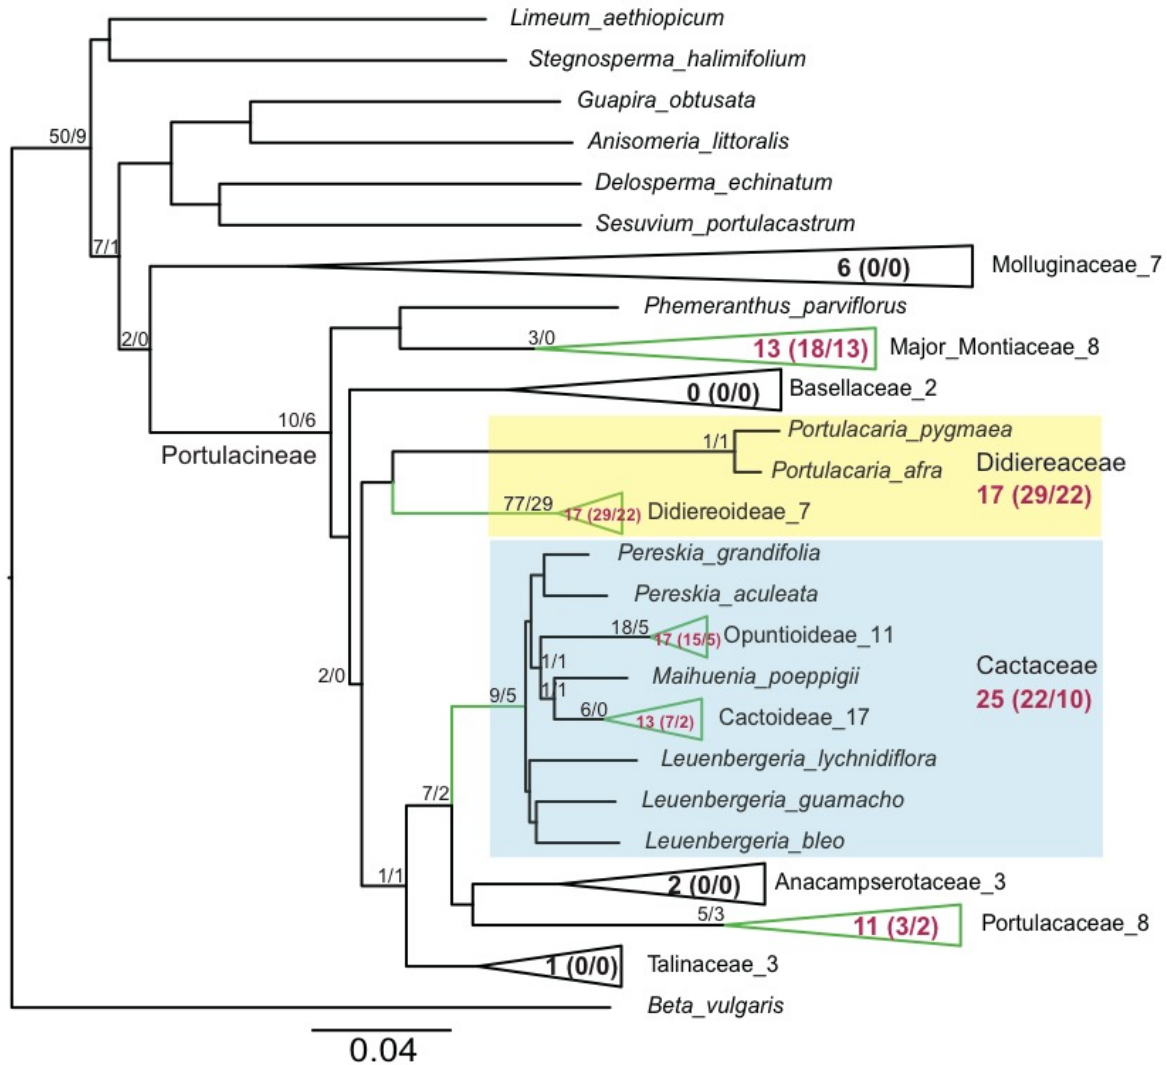 Limeum_aethiopicum
Stegnosperma_halimifolium
Guapira_obtusata
50/9
Anisomeria_littoralis
Delosperma_echinatum
Sesuvium_portulacastrum
7/1
6 (0/0)
Molluginaceae_7
Phemeranthus_parviflorus
2/0
3/0
13 (18/13)
Major_Montiaceae_8
0 (0/0)
Basellaceae_2
10/6
Portulacineae
1/1
Portulacaria_pygmaea
Portulacaria_afra
Didiereaceae
17 (29/22)
77/29
17 (29/22)
Didiereoideae_7
Pereskia_grandifolia
Pereskia_aculeata
18/5
17 (15/5)
Opuntioideae_11
1/1
Maihuenia_poeppigii
Cactaceae
25 (22/10)
2/0
9/5
1/1
6/0
13 (7/2)
Cactoideae_17
Leuenbergeria_lychnidiflora
7/2
Leuenbergeria_guamacho
Leuenbergeria_bleo
1/1
2 (0/0)
Anacampserotaceae_3
5/3
11 (3/2)
Portulacaceae_8
1 (0/0)
Talinaceae_3
Beta_vulgaris
0.04